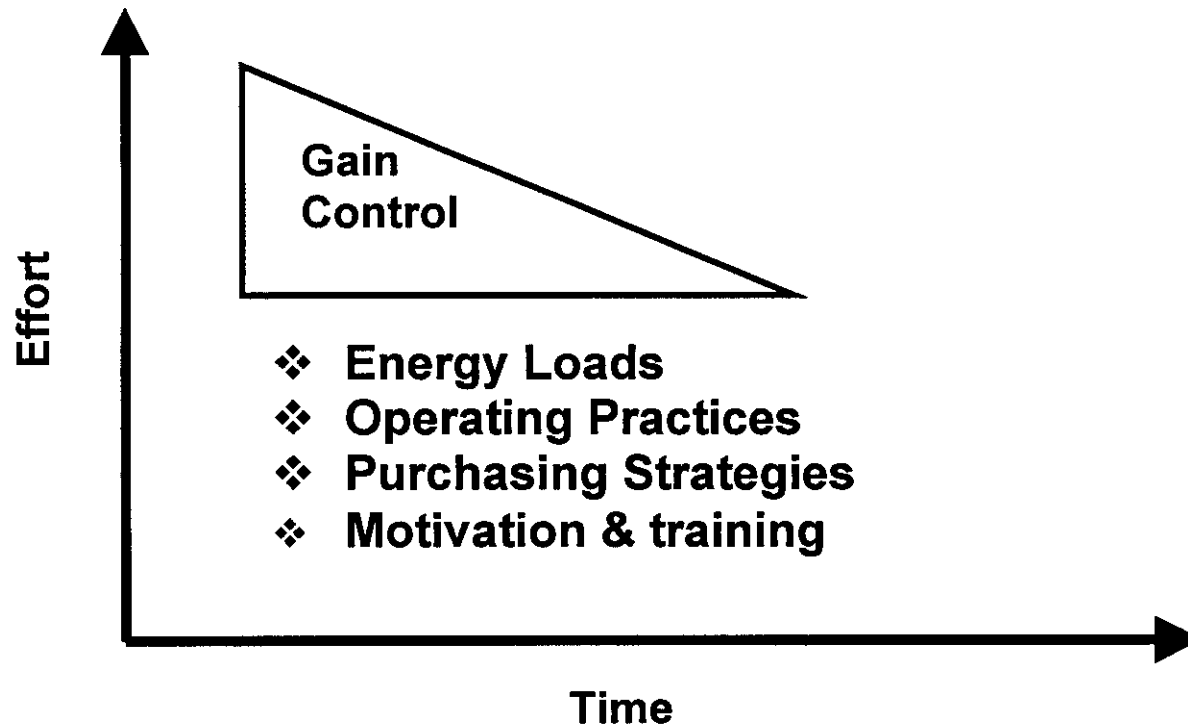 Gain
Control
Effort
❖ Energy Loads
❖ Operating Practices
❖ Purchasing Strategies
❖ Motivation & training
Time